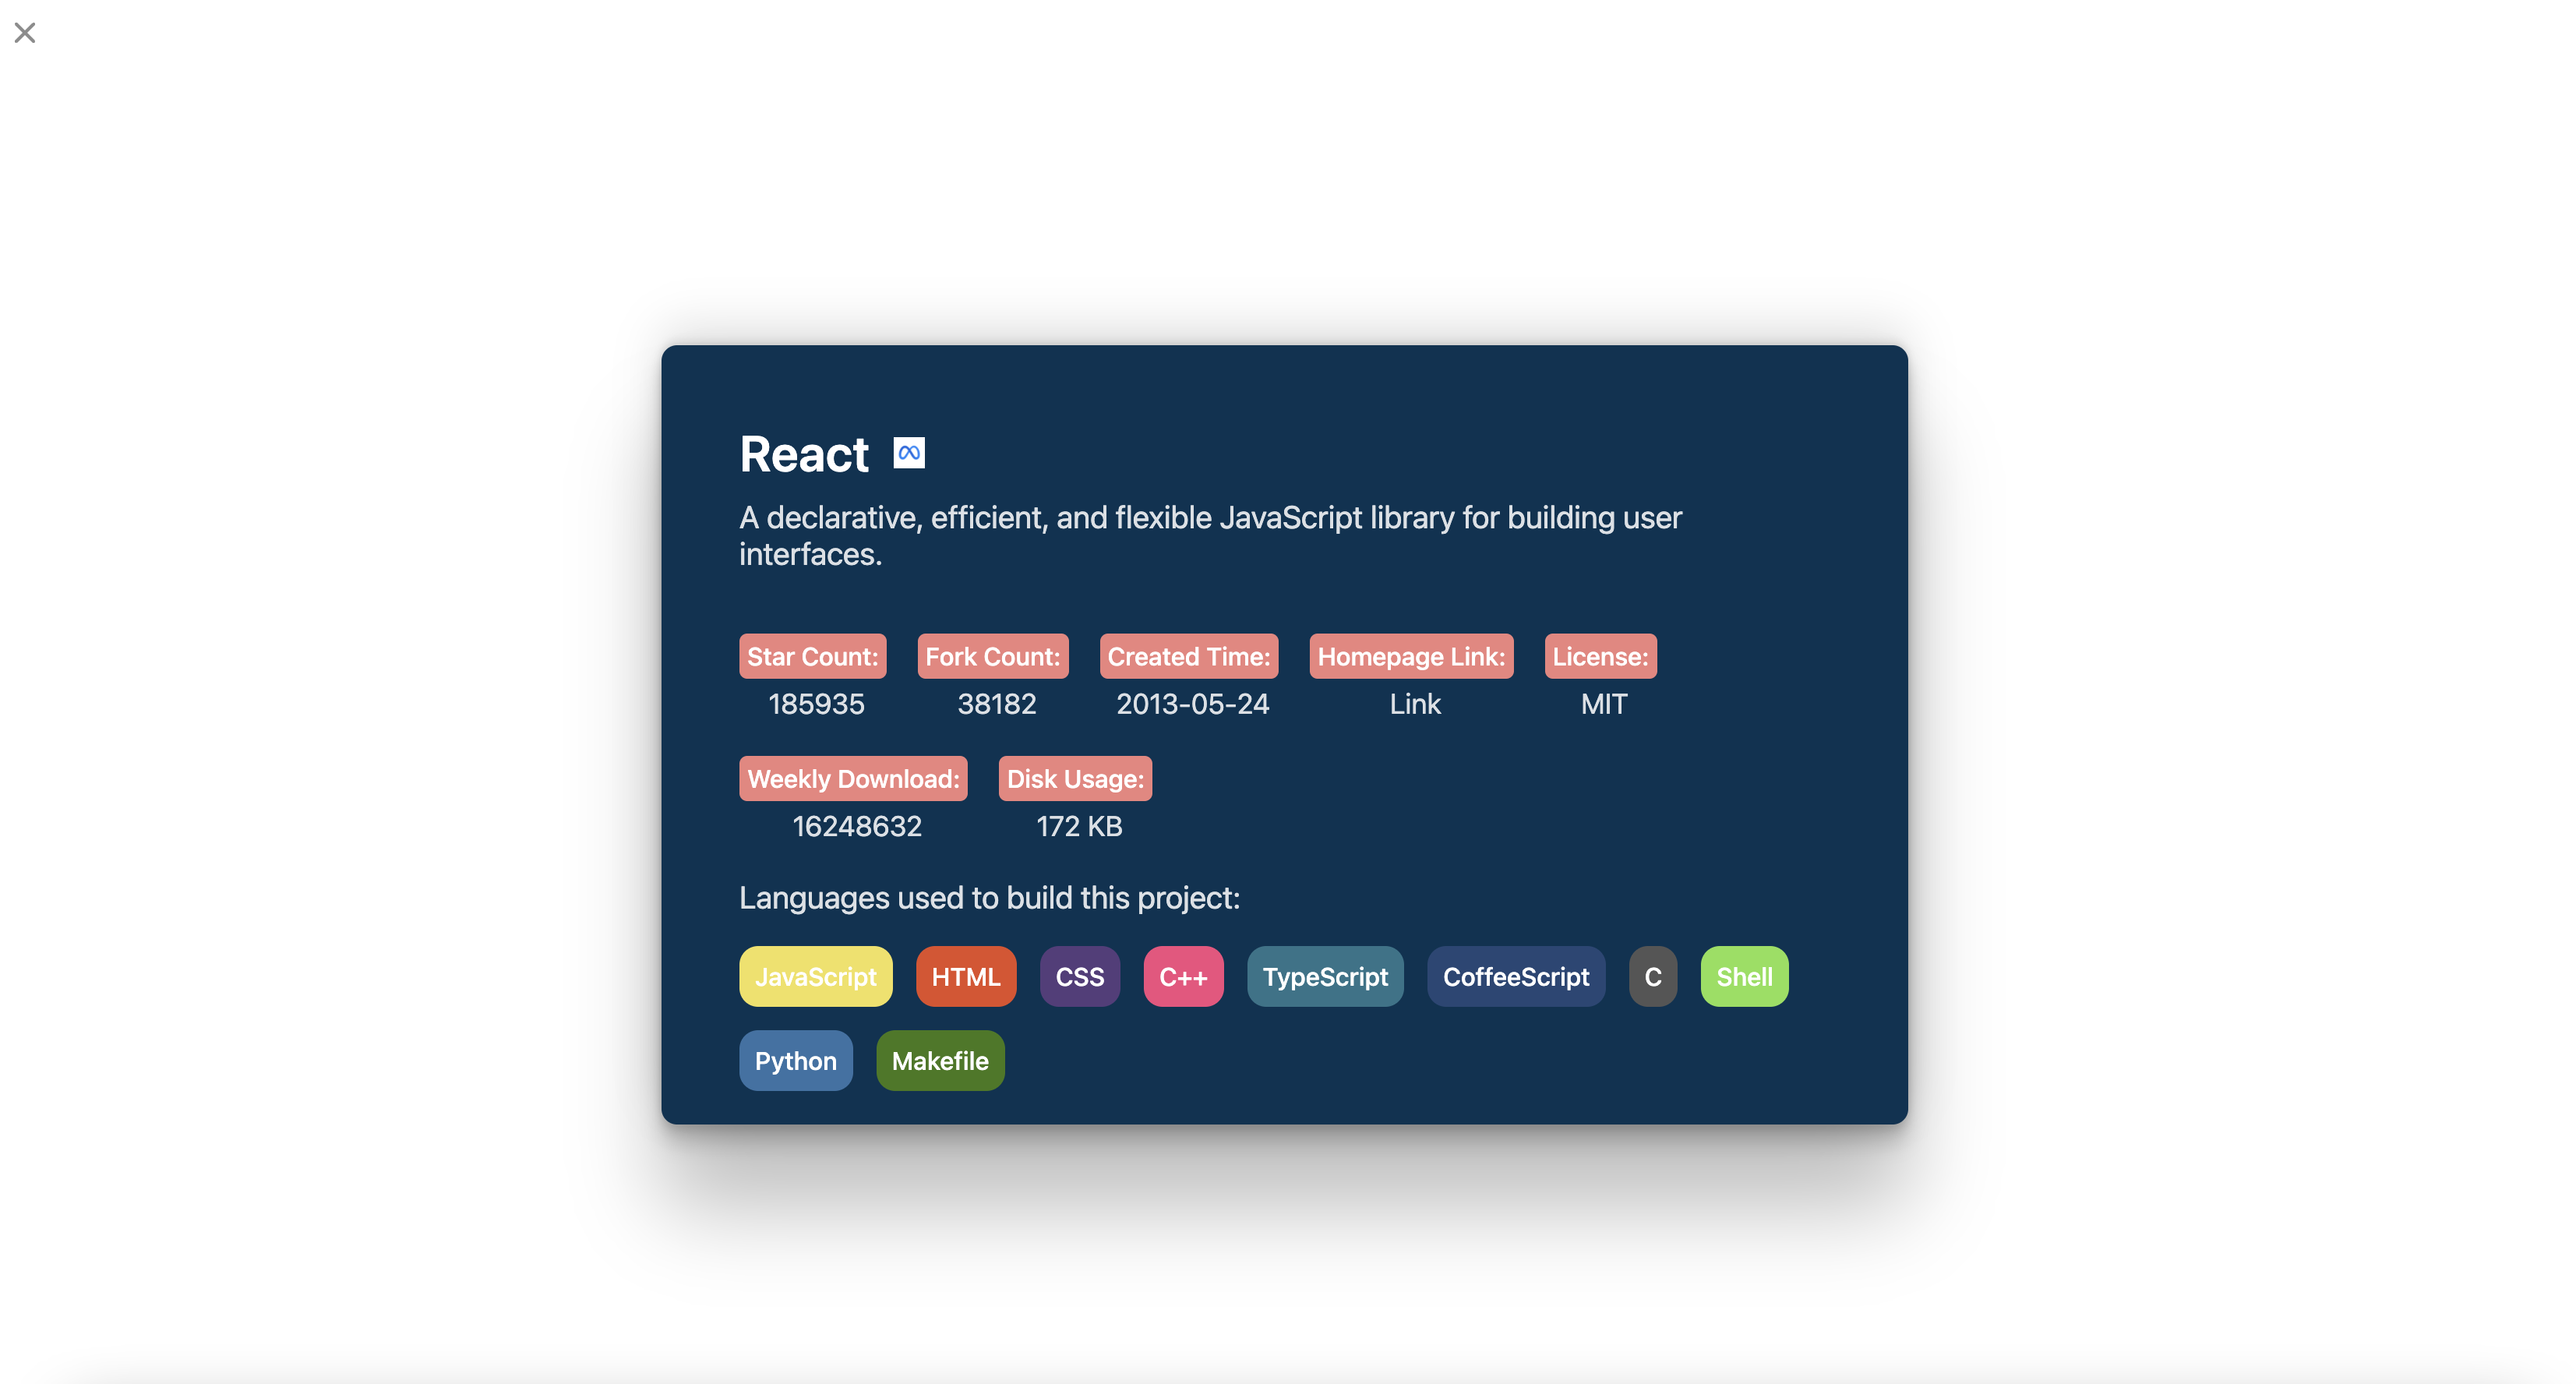 React
A declarative, efficient, and flexible JavaScript library for building user
interfaces.
Star Count: Fork Count: Created Time: Homepage Link: License:
185935 38182 2013-05-24 Link MIT
Weekly Download: Disk Usage:
16248632 172 KB
Languages used to build this project:
JavaScript HTML CSS C++ TypeScript CoffeeScript C Shell
Python Makefile